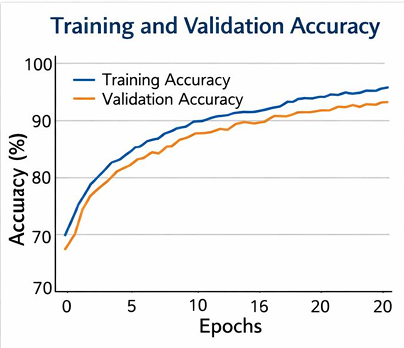 Training and Validation Accuracy
100
Training Accuracy
Validation Accuracy
90
80
70
70
Accuracy (%)
0 5 10 16 20 20
Epochs